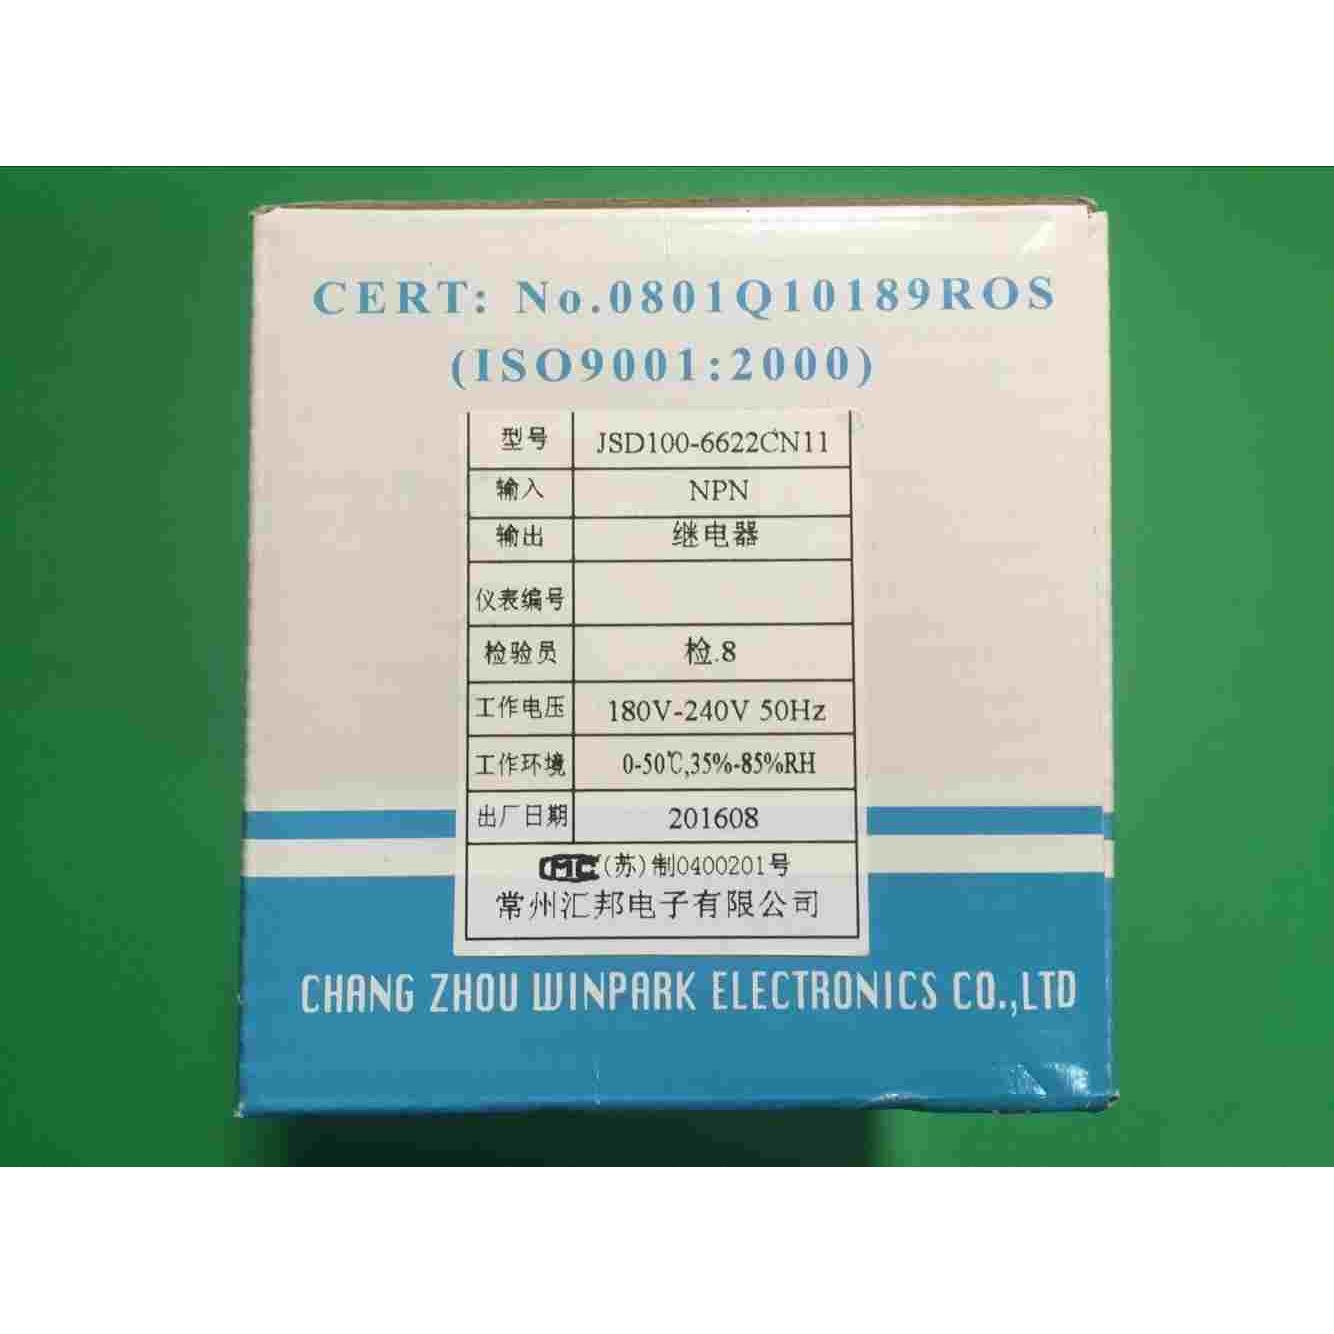 CERT: No.0801Q10189ROS
(ISO9001:2000)
型号 JSD100-6622CN11
输入 NPN
输出 继电器
仪表编号
检验员 检.8
工作电压 180V-240V 50Hz
工作环境 0-50℃,35%-85%RH
出厂日期 201608
CMC(苏)制0400201号
常州汇邦电子有限公司
CHANG ZHOU WINPARK ELECTRONICS CO.,LTD